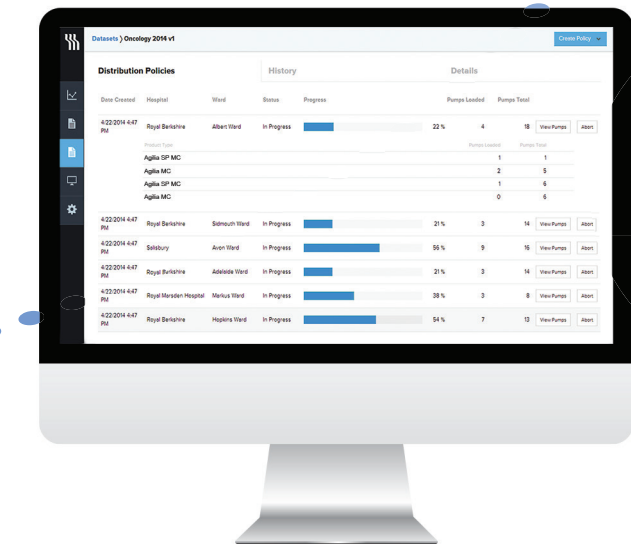 Datasets > Oncology 2014 v1
Create Policy
Distribution Policies History Details
Date Created Hospital Ward Status Progress Pumps Loaded Pumps Total
4/22/2014 4:47 PM Royal Berkshire Albert Ward In Progress 22 % 4 18 View Pumps Abort
Product Type Pumps Loaded Pumps Total
Agilia SP MC 1 1
Agilia MC 2 5
Agilia SP MC 1 6
Agilia MC 0 6
4/22/2014 4:47 PM Royal Berkshire Sidmouth Ward In Progress 21 % 3 14 View Pumps Abort
4/22/2014 4:47 PM Salisbury Avon Ward In Progress 56 % 9 16 View Pumps Abort
4/22/2014 4:47 PM Royal Berkshire Adelaide Ward In Progress 21 % 3 14 View Pumps Abort
4/22/2014 4:47 PM Royal Marsden Hospital Markus Ward In Progress 38 % 3 8 View Pumps Abort
4/22/2014 4:47 PM Royal Berkshire Hopkins Ward In Progress 54 % 7 13 View Pumps Abort